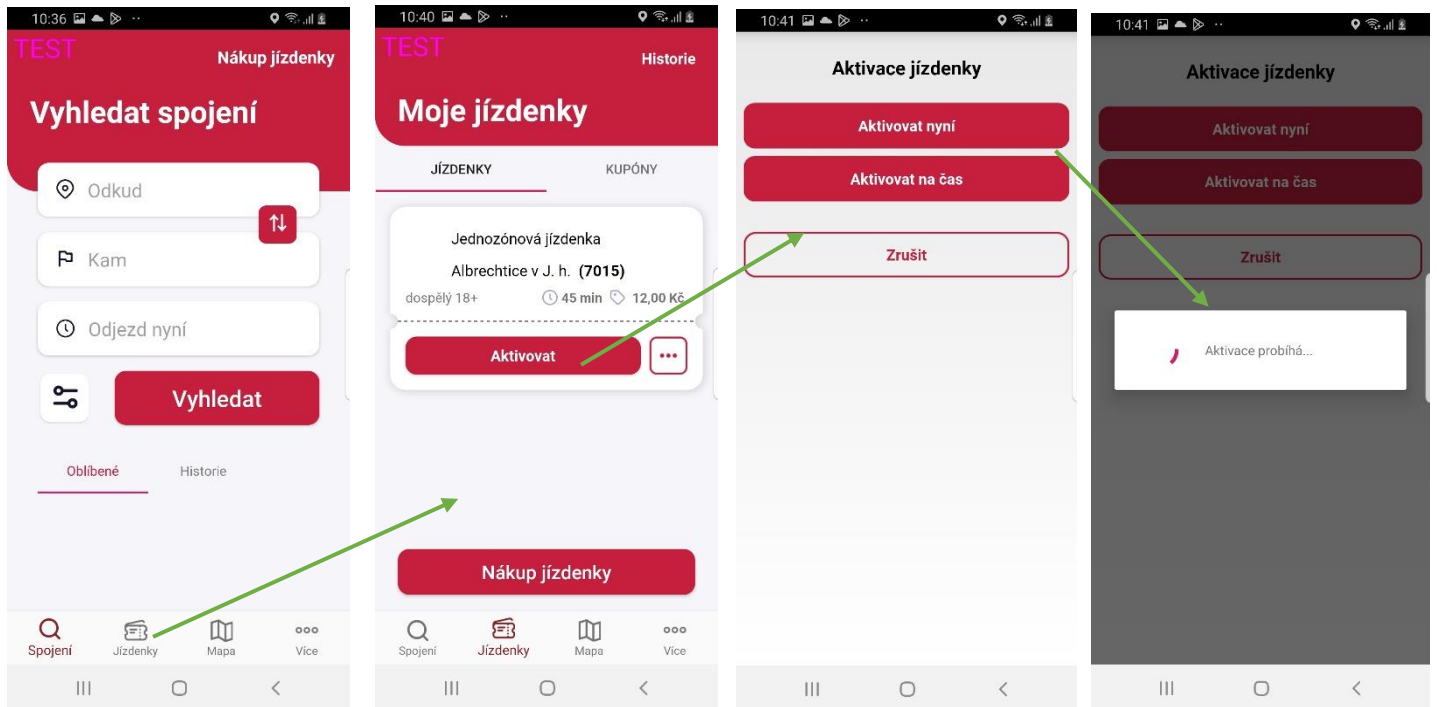 10:36
TEST
Nákup jízdenky
Vyhledat spojení
Odkud
Kam
Odjezd nyní
Vyhledat
Oblíbené
Historie
Spojení
Jízdenky
Mapa
Více
10:40
TEST
Historie
Moje jízdenky
JÍZDENKY
KUPÓNY
Jednozónová jízdenka
Albrechtice v J. h. (7015)
dospělý 18+ 45 min 12,00 Kč
Aktivovat
Nákup jízdenky
Spojení
Jízdenky
Mapa
Více
10:41
Aktivace jízdenky
Aktivovat nyní
Aktivovat na čas
Zrušit
10:41
Aktivace jízdenky
Aktivovat nyní
Aktivovat na čas
Zrušit
Aktivace probíhá...